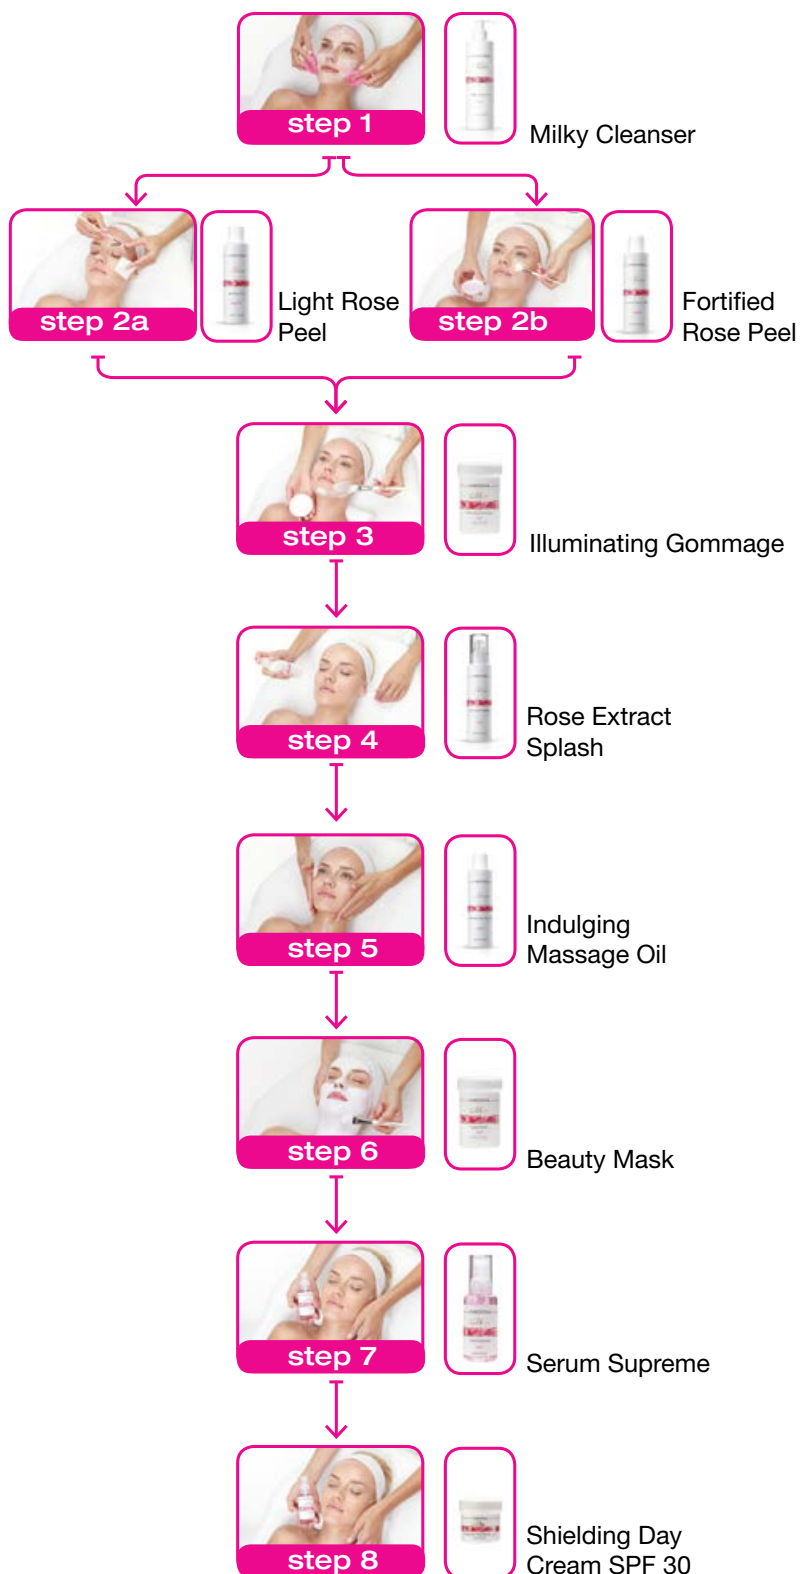 step 1
Milky Cleanser
step 2a
Light Rose
Peel
step 2b
Fortified
Rose Peel
step 3
Illuminating Gommage
step 4
Rose Extract
Splash
step 5
Indulging
Massage Oil
step 6
Beauty Mask
step 7
Serum Supreme
step 8
Shielding Day
Cream SPF 30